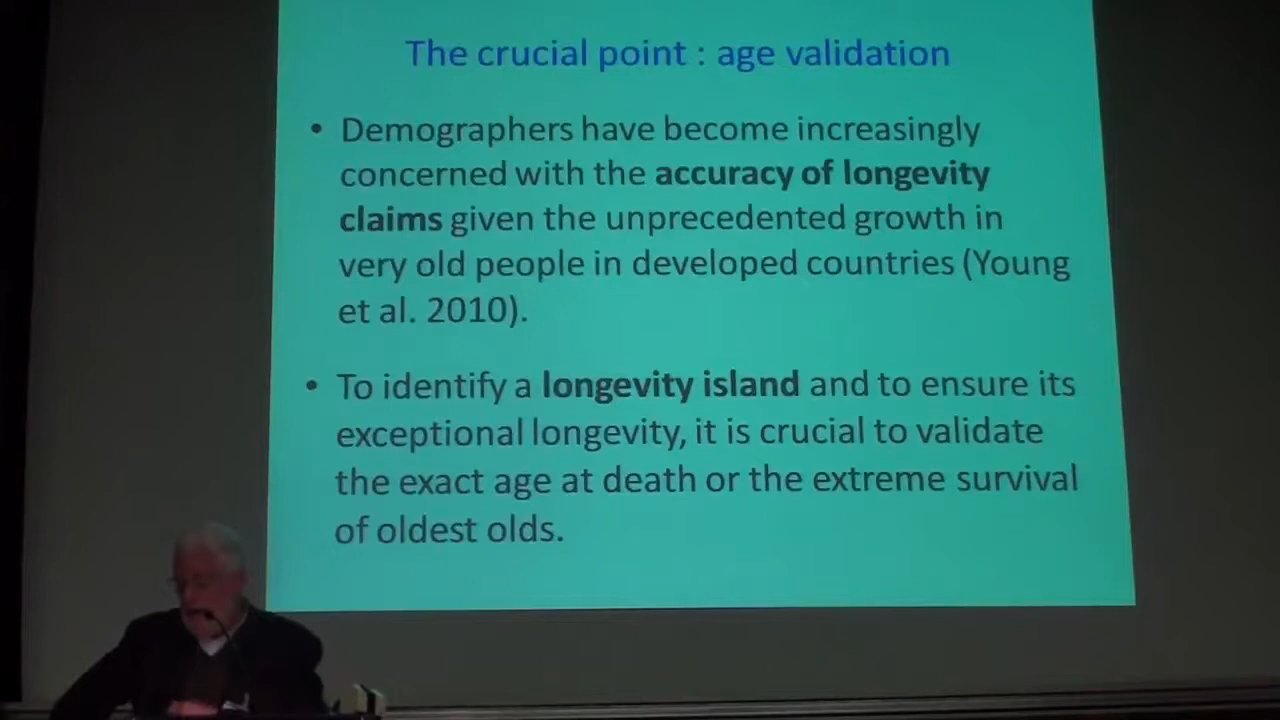 The crucial point : age validation
• Demographers have become increasingly
concerned with the accuracy of longevity
claims given the unprecedented growth in
very old people in developed countries (Young
et al. 2010).
• To identify a longevity island and to ensure its
exceptional longevity, it is crucial to validate
the exact age at death or the extreme survival
of oldest olds.